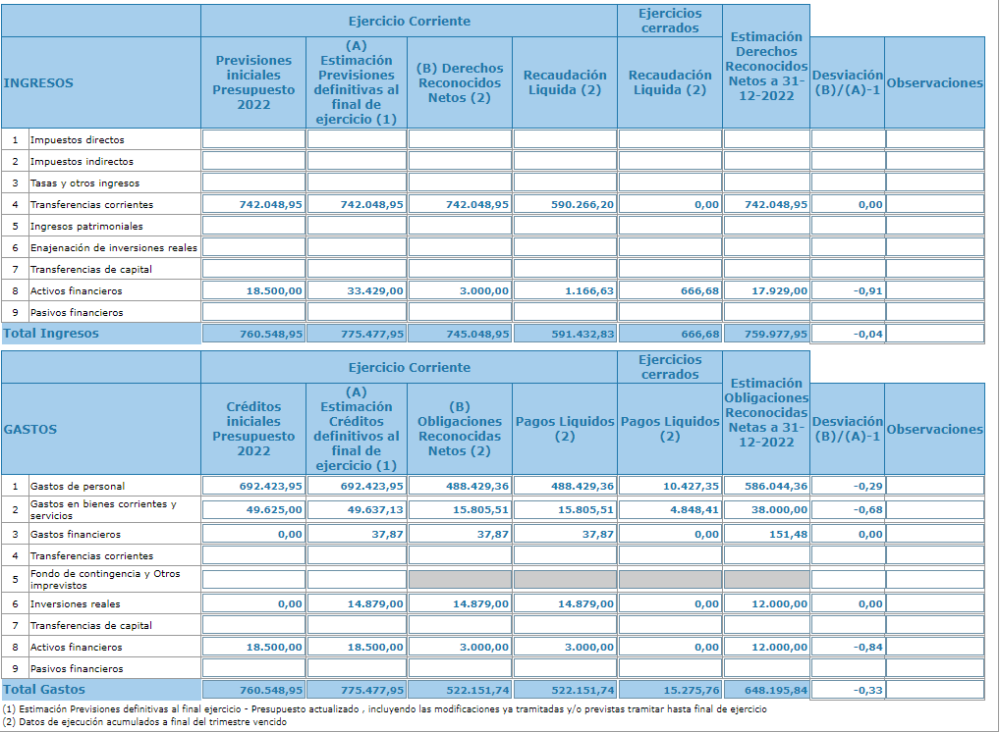 Ejercicio Corriente
Ejercicios
cerrados
Estimación
Derechos
Reconocidos
Netos a 31-
12-2022
INGRESOS
Previsiones
iniciales
Presupuesto
2022
(A)
Estimación
Previsiones
definitivas al
final de
ejercicio (1)
(B) Derechos
Reconocidos
Netos (2)
Recaudación
Liquida (2)
Recaudación
Liquida (2)
Desviación
(B)/(A)-1
Observaciones
1 Impuestos directos
2 Impuestos indirectos
3 Tasas y otros ingresos
4 Transferencias corrientes 742.048,95 742.048,95 742.048,95 590.266,20 0,00 742.048,95 0,00
5 Ingresos patrimoniales
6 Enajenación de inversiones reales
7 Transferencias de capital
8 Activos financieros 18.500,00 33.429,00 3.000,00 1.166,63 666,68 17.929,00 -0,91
9 Pasivos financieros
Total Ingresos 760.548,95 775.477,95 745.048,95 591.432,83 666,68 759.977,95 -0,04
Ejercicio Corriente
Ejercicios
cerrados
Estimación
Obligaciones
Reconocidas
Netas a 31-
12-2022
GASTOS
Créditos
iniciales
Presupuesto
2022
(A)
Estimación
Créditos
definitivos al
final de
ejercicio (1)
(B)
Obligaciones
Reconocidas
Netos (2)
Pagos Liquidos
(2)
Pagos Liquidos
(2)
Desviación
(B)/(A)-1
Observaciones
1 Gastos de personal 692.423,95 692.423,95 488.429,36 488.429,36 10.427,35 586.044,36 -0,29
2 Gastos en bienes corrientes y
servicios 49.625,00 49.637,13 15.805,51 15.805,51 4.848,41 38.000,00 -0,68
3 Gastos financieros 0,00 37,87 37,87 37,87 0,00 151,48 0,00
4 Transferencias corrientes
5 Fondo de contingencia y Otros
imprevistos
6 Inversiones reales 0,00 14.879,00 14.879,00 14.879,00 0,00 12.000,00 0,00
7 Transferencias de capital
8 Activos financieros 18.500,00 18.500,00 3.000,00 3.000,00 0,00 12.000,00 -0,84
9 Pasivos financieros
Total Gastos 760.548,95 775.477,95 522.151,74 522.151,74 15.275,76 648.195,84 -0,33
(1) Estimación Previsiones definitivas al final ejercicio - Presupuesto actualizado , incluyendo las modificaciones ya tramitadas y/o previstas tramitar hasta final de ejercicio
(2) Datos de ejecución acumulados a final del trimestre vencido